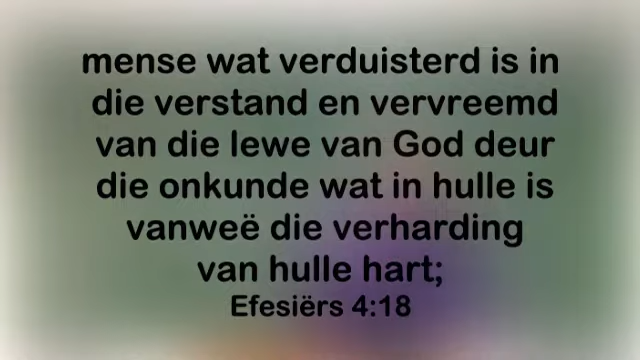 mense wat verduisterd is in
die verstand en vervreemd
van die lewe van God deur
die onkunde wat in hulle is
vanweë die verharding
van hulle hart;
Efesiërs 4:18